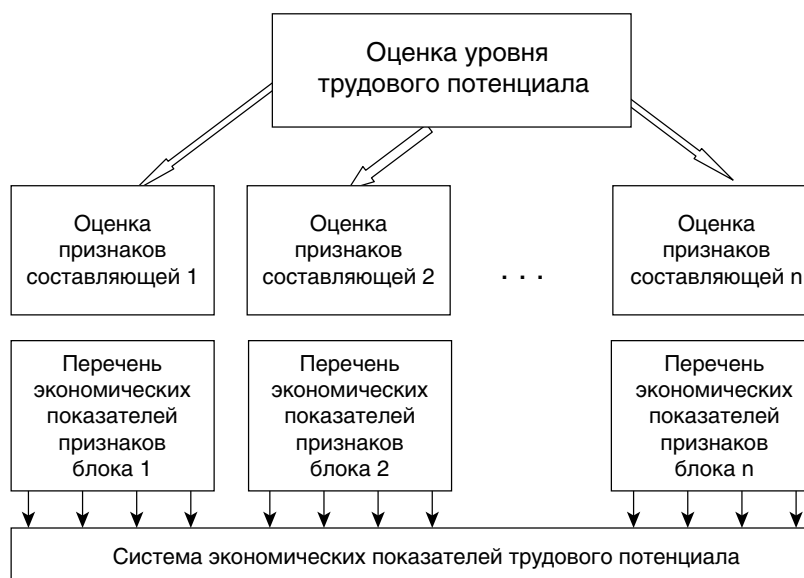 Оценка уровня
трудового потенциала
Оценка
признаков
составляющей 1
Оценка
признаков
составляющей 2
. . .
Оценка
признаков
составляющей n
Перечень
экономических
показателей
признаков
блока 1
Перечень
экономических
показателей
признаков
блока 2
Перечень
экономических
показателей
признаков
блока n
Система экономических показателей трудового потенциала